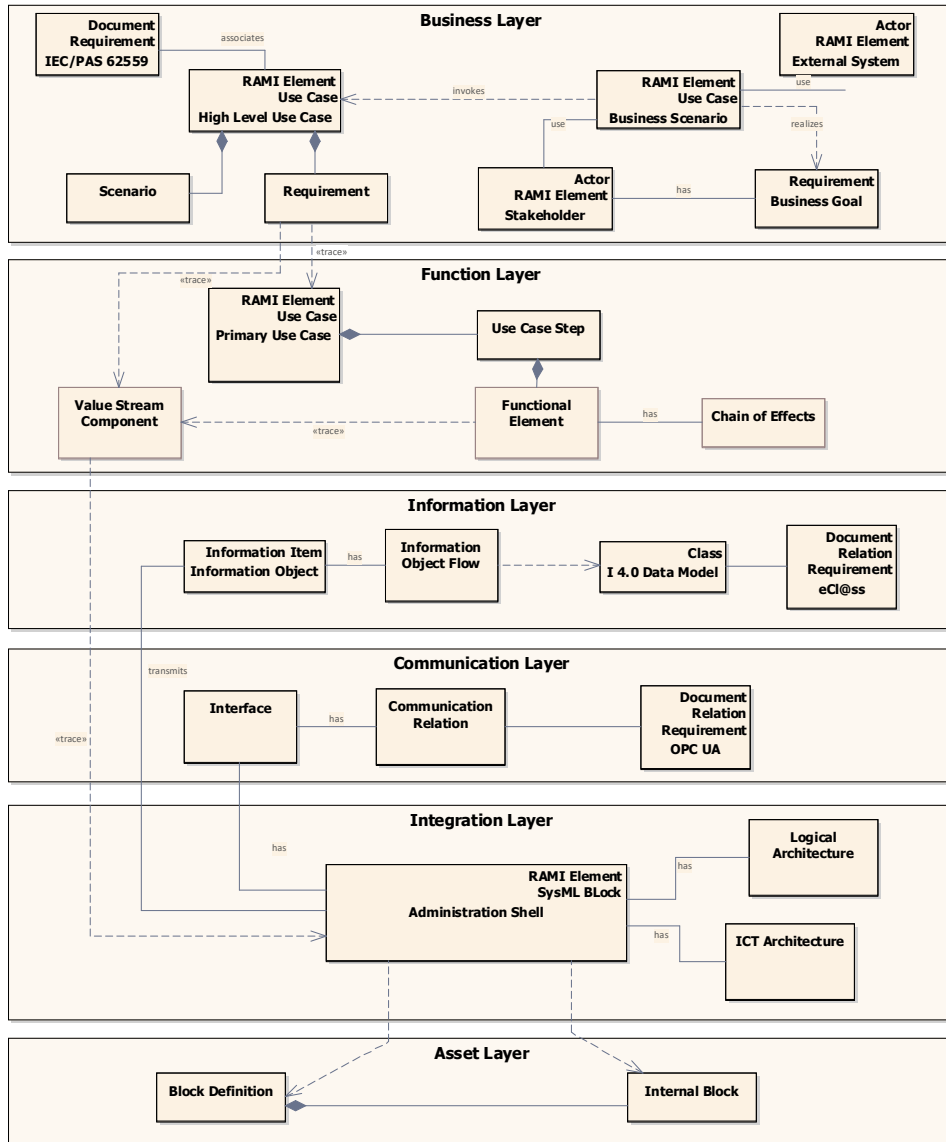 Business Layer
Document
Requirement
IEC/PAS 62559
associates
RAMI Element
Use Case
High Level Use Case
invokes
RAMI Element
Use Case
Business Scenario
Actor
RAMI Element
External System
use
use
realizes
Scenario
Requirement
Actor
RAMI Element
Stakeholder
has
Requirement
Business Goal
«trace»
«trace»
Function Layer
RAMI Element
Use Case
Primary Use Case
Use Case Step
Value Stream
Component
«trace»
Functional
Element
has
Chain of Effects
Information Layer
Information Item
Information Object
has
Information
Object Flow
Class
I 4.0 Data Model
Document
Relation
Requirement
eCl@ss
Communication Layer
transmits
Interface
has
Communication
Relation
Document
Relation
Requirement
OPC UA
«trace»
Integration Layer
has
RAMI Element
SysML BLock
Administration Shell
has
Logical
Architecture
has
ICT Architecture
Asset Layer
Block Definition
Internal Block